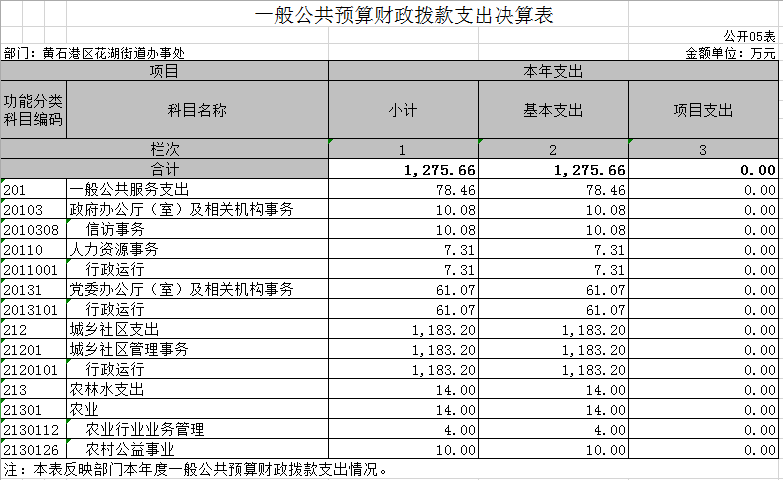 一般公共预算财政拨款支出决算表
公开05表
部门：黄石港区花湖街道办事处 金额单位：万元
项目 本年支出
功能分类科目编码 科目名称 小计 基本支出 项目支出
栏次 1 2 3
合计 1,275.66 1,275.66 0.00
201 一般公共服务支出 78.46 78.46 0.00
20103 政府办公厅（室）及相关机构事务 10.08 10.08 0.00
2010308 信访事务 10.08 10.08 0.00
20110 人力资源事务 7.31 7.31 0.00
2011001 行政运行 7.31 7.31 0.00
20131 党委办公厅（室）及相关机构事务 61.07 61.07 0.00
2013101 行政运行 61.07 61.07 0.00
212 城乡社区支出 1,183.20 1,183.20 0.00
21201 城乡社区管理事务 1,183.20 1,183.20 0.00
2120101 行政运行 1,183.20 1,183.20 0.00
213 农林水支出 14.00 14.00 0.00
21301 农业 14.00 14.00 0.00
2130112 农业行业业务管理 4.00 4.00 0.00
2130126 农村公益事业 10.00 10.00 0.00
注：本表反映部门本年度一般公共预算财政拨款支出情况。